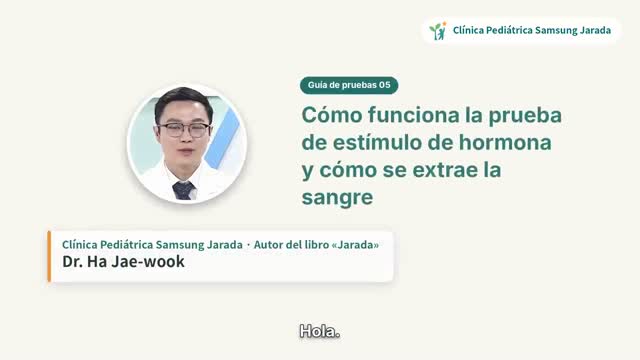 Clínica Pediátrica Samsung Jarada
Guía de pruebas 05
Cómo funciona la prueba
de estímulo de hormona
y cómo se extrae la
sangre
Clínica Pediátrica Samsung Jarada · Autor del libro «Jarada»
Dr. Ha Jae-wook
Hola.